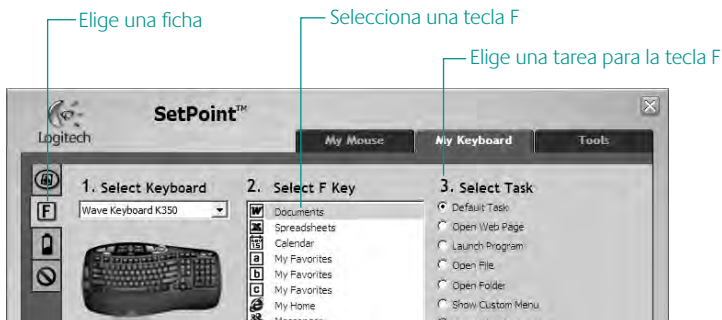 Elige una ficha
Selecciona una tecla F
Elige una tarea para la tecla F
Logitech
SetPoint™
My Mouse
My Keyboard
Tools
1. Select Keyboard
Wave Keyboard K350
2. Select F Key
Documents
Spreadsheets
Calendar
My Favorites
My Favorites
My Favorites
My Home
3. Select Task
Default Task
Open Web Page
Launch Program
Open File
Open Folder
Show Custom Menu